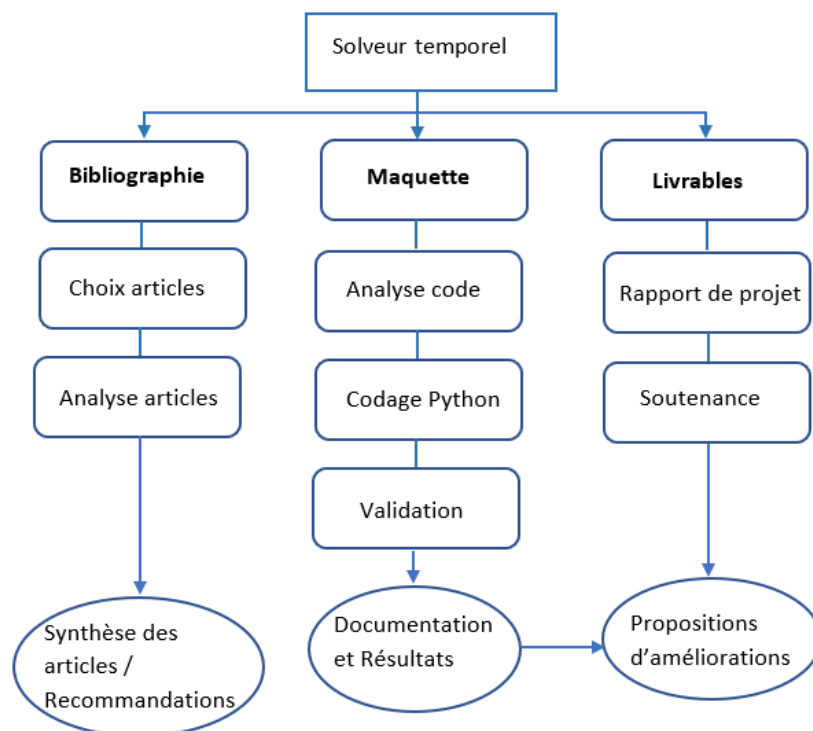 Solveur temporel
Bibliographie
Maquette
Livrables
Choix articles
Analyse code
Rapport de projet
Analyse articles
Codage Python
Soutenance
Validation
Synthèse des
articles /
Recommandations
Documentation
et Résultats
Propositions
d’améliorations